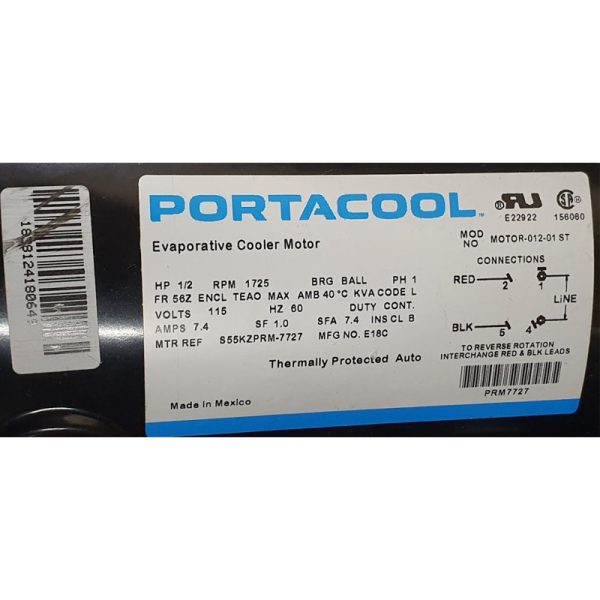 PORTACOOL™
E22922
156060
Evaporative Cooler Motor
MOD NO MOTOR-012-01 ST
HP 1/2 RPM 1725 BRG BALL PH 1
FR 56Z ENCL TEAO MAX AMB 40 °C KVA CODE L
VOLTS 115 HZ 60 DUTY CONT.
AMPS 7.4 SF 1.0 SFA 7.4 INS CL B
MTR REF S55KZPRM-7727 MFG NO. E18C
Thermally Protected Auto
Made in Mexico
CONNECTIONS
RED 2 1
LINE
BLK 5 4
TO REVERSE ROTATION
INTERCHANGE RED & BLK LEADS
PRM7727